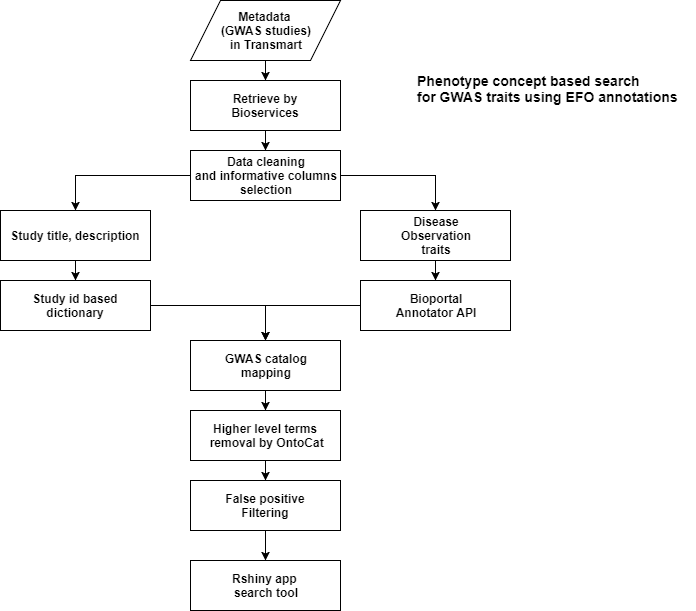 Metadata
(GWAS studies)
in Transmart
Phenotype concept based search
for GWAS traits using EFO annotations
Retrieve by
Bioservices
Data cleaning
and informative columns
selection
Study title, description
Disease
Observation
traits
Study id based
dictionary
Bioportal
Annotator API
GWAS catalog
mapping
Higher level terms
removal by OntoCat
False positive
Filtering
Rshiny app
search tool